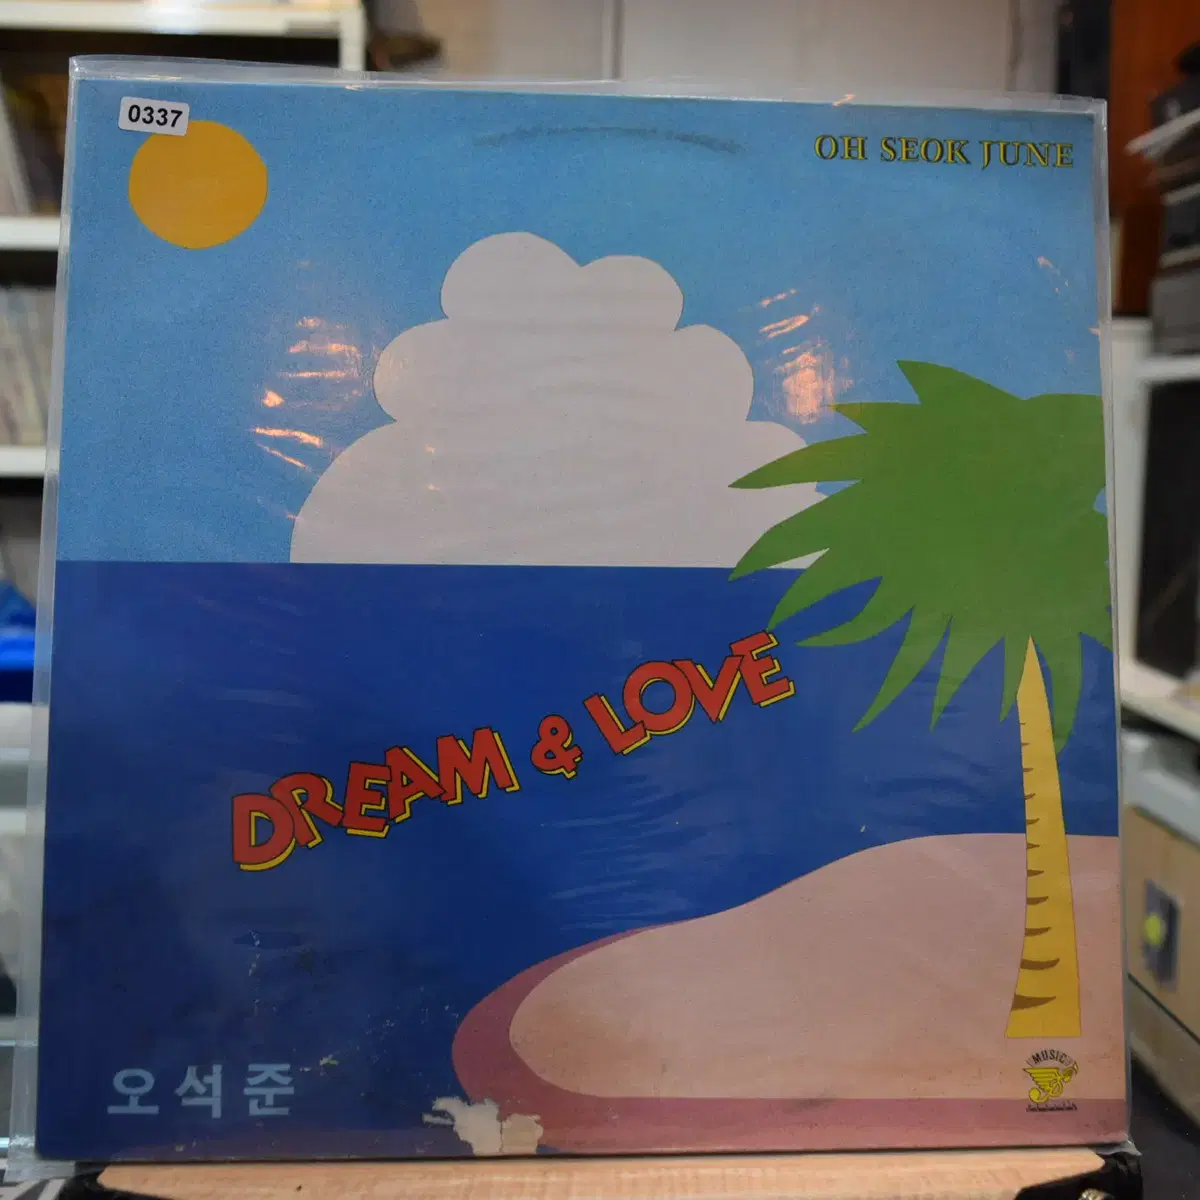 0337
OH SEOK JUNE
DREAM & LOVE
오석준
MUSIC